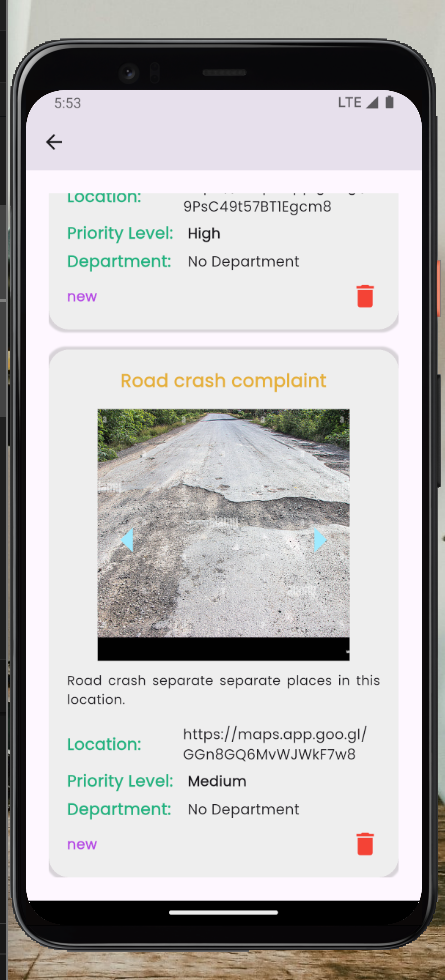 5:53
LTE
Location:
9PsC49t57BT1Egcm8
Priority Level: High
Department: No Department
new
Road crash complaint
Road crash separate separate places in this
location.
Location:
https://maps.app.goo.gl/
GGn8GQ6MvWJWkF7w8
Priority Level: Medium
Department: No Department
new